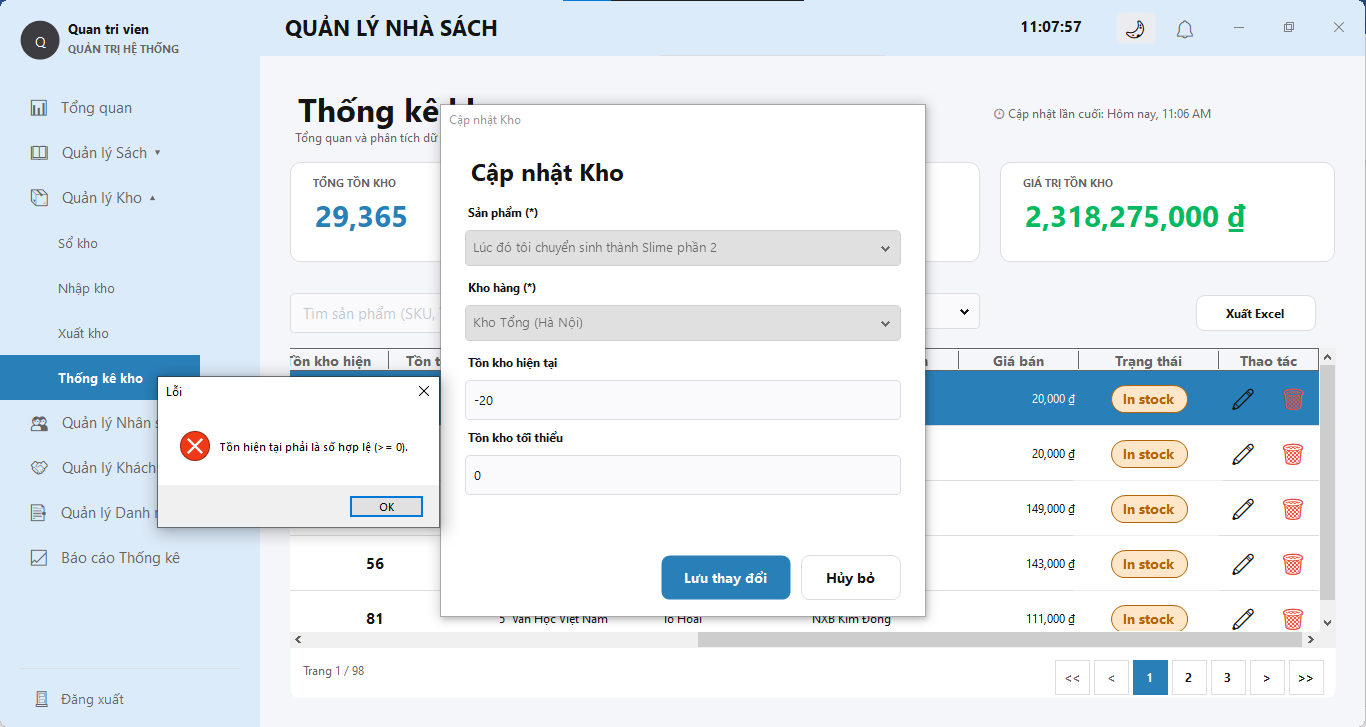 Q
Quan tri vien
QUẢN TRỊ HỆ THỐNG
QUẢN LÝ NHÀ SÁCH
11:07:57
Tổng quan
Quản lý Sách
Quản lý Kho
Sổ kho
Nhập kho
Xuất kho
Thống kê kho
Quản lý Nhân
Quản lý Khách
Quản lý Danh
Báo cáo Thống kê
Đăng xuất
Thống kê
Tổng quan và phân tích dữ
Cập nhật lần cuối: Hôm nay, 11:06 AM
TỔNG TỒN KHO
29,365
GIÁ TRỊ TỒN KHO
2,318,275,000 ₫
Tìm sản phẩm (SKU,
Xuất Excel
Tồn kho hiện
Tồn
Giá bán
Trạng thái
Thao tác
20,000 ₫
In stock
20,000 ₫
In stock
149,000 ₫
In stock
56
143,000 ₫
In stock
81
5
Văn Học Việt Nam
Tô Hoài
NXB Kim Đồng
111,000 ₫
In stock
Trang 1 / 98
<<
<
1
2
3
>
>>
Cập nhật Kho
Cập nhật Kho
Sản phẩm (*)
Lúc đó tôi chuyển sinh thành Slime phần 2
Kho hàng (*)
Kho Tổng (Hà Nội)
Tồn kho hiện tại
-20
Tồn kho tối thiểu
0
Lưu thay đổi
Hủy bỏ
Lỗi
Tồn hiện tại phải là số hợp lệ (>= 0).
OK